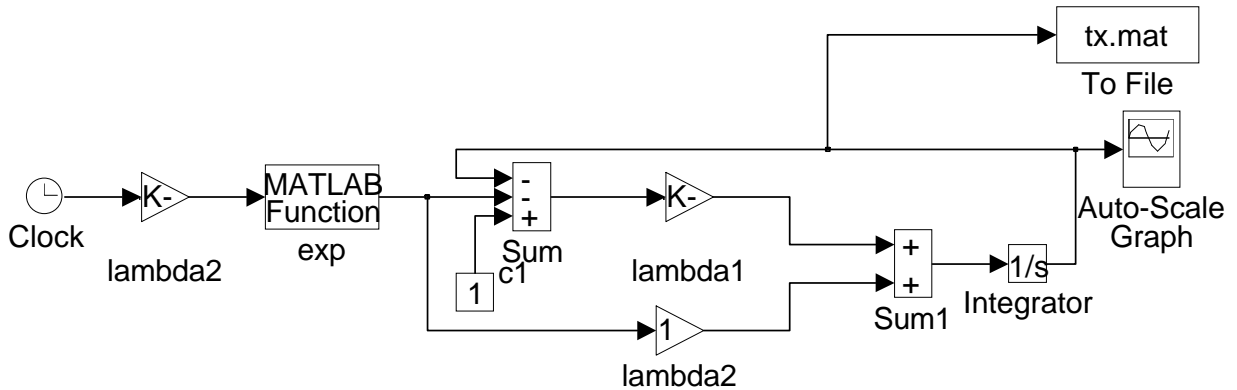 tx.mat
To File
MATLAB
Function
exp
Clock
K-
lambda2
-
-
+
Sum
1
c1
K-
lambda1
1
lambda2
+
+
Sum1
1/s
Integrator
Auto-Scale
Graph